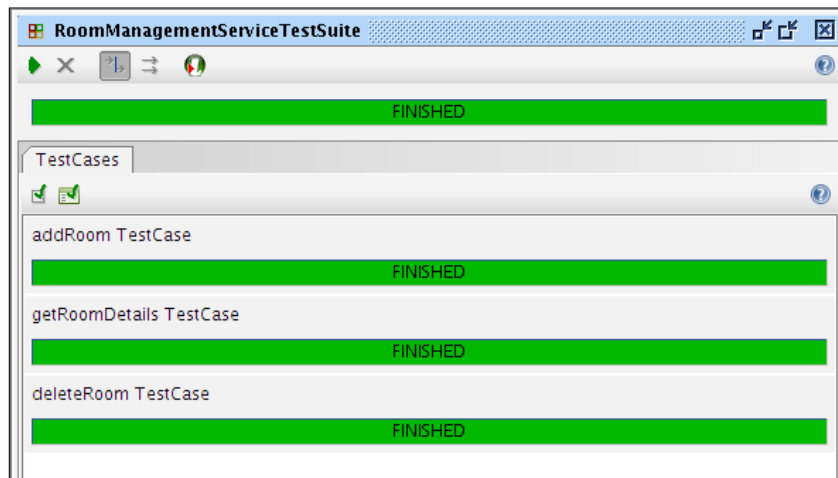 RoomManagementServiceTestSuite
FINISHED
TestCases
addRoom TestCase
FINISHED
getRoomDetails TestCase
FINISHED
deleteRoom TestCase
FINISHED